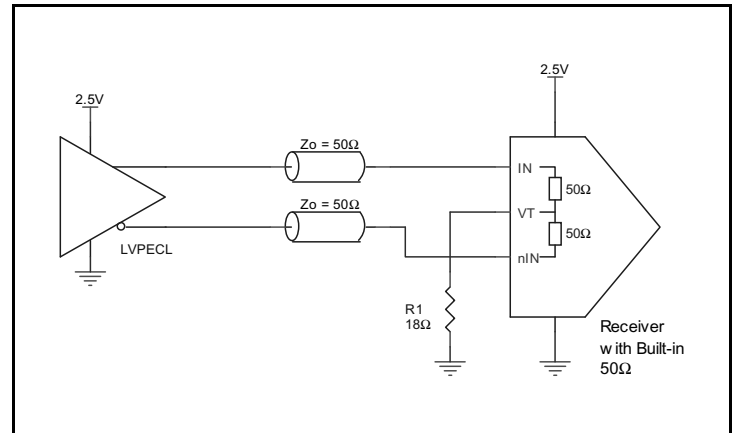 2.5V
2.5V
Zo = 50Ω
IN
50Ω
Zo = 50Ω
VT
50Ω
LVPECL
nIN
R1
18Ω
Receiver
with Built-in
50Ω